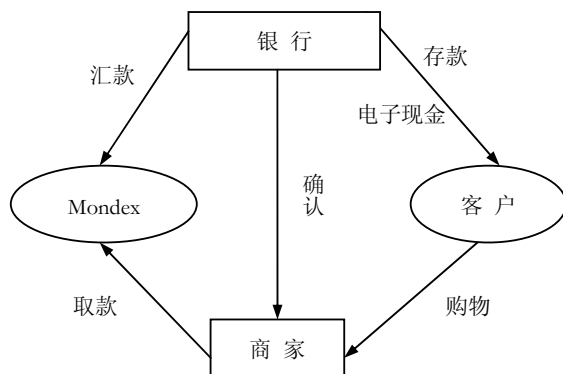 银 行
汇款
存款
电子现金
确
认
Mondex
客 户
取款
购物
商 家